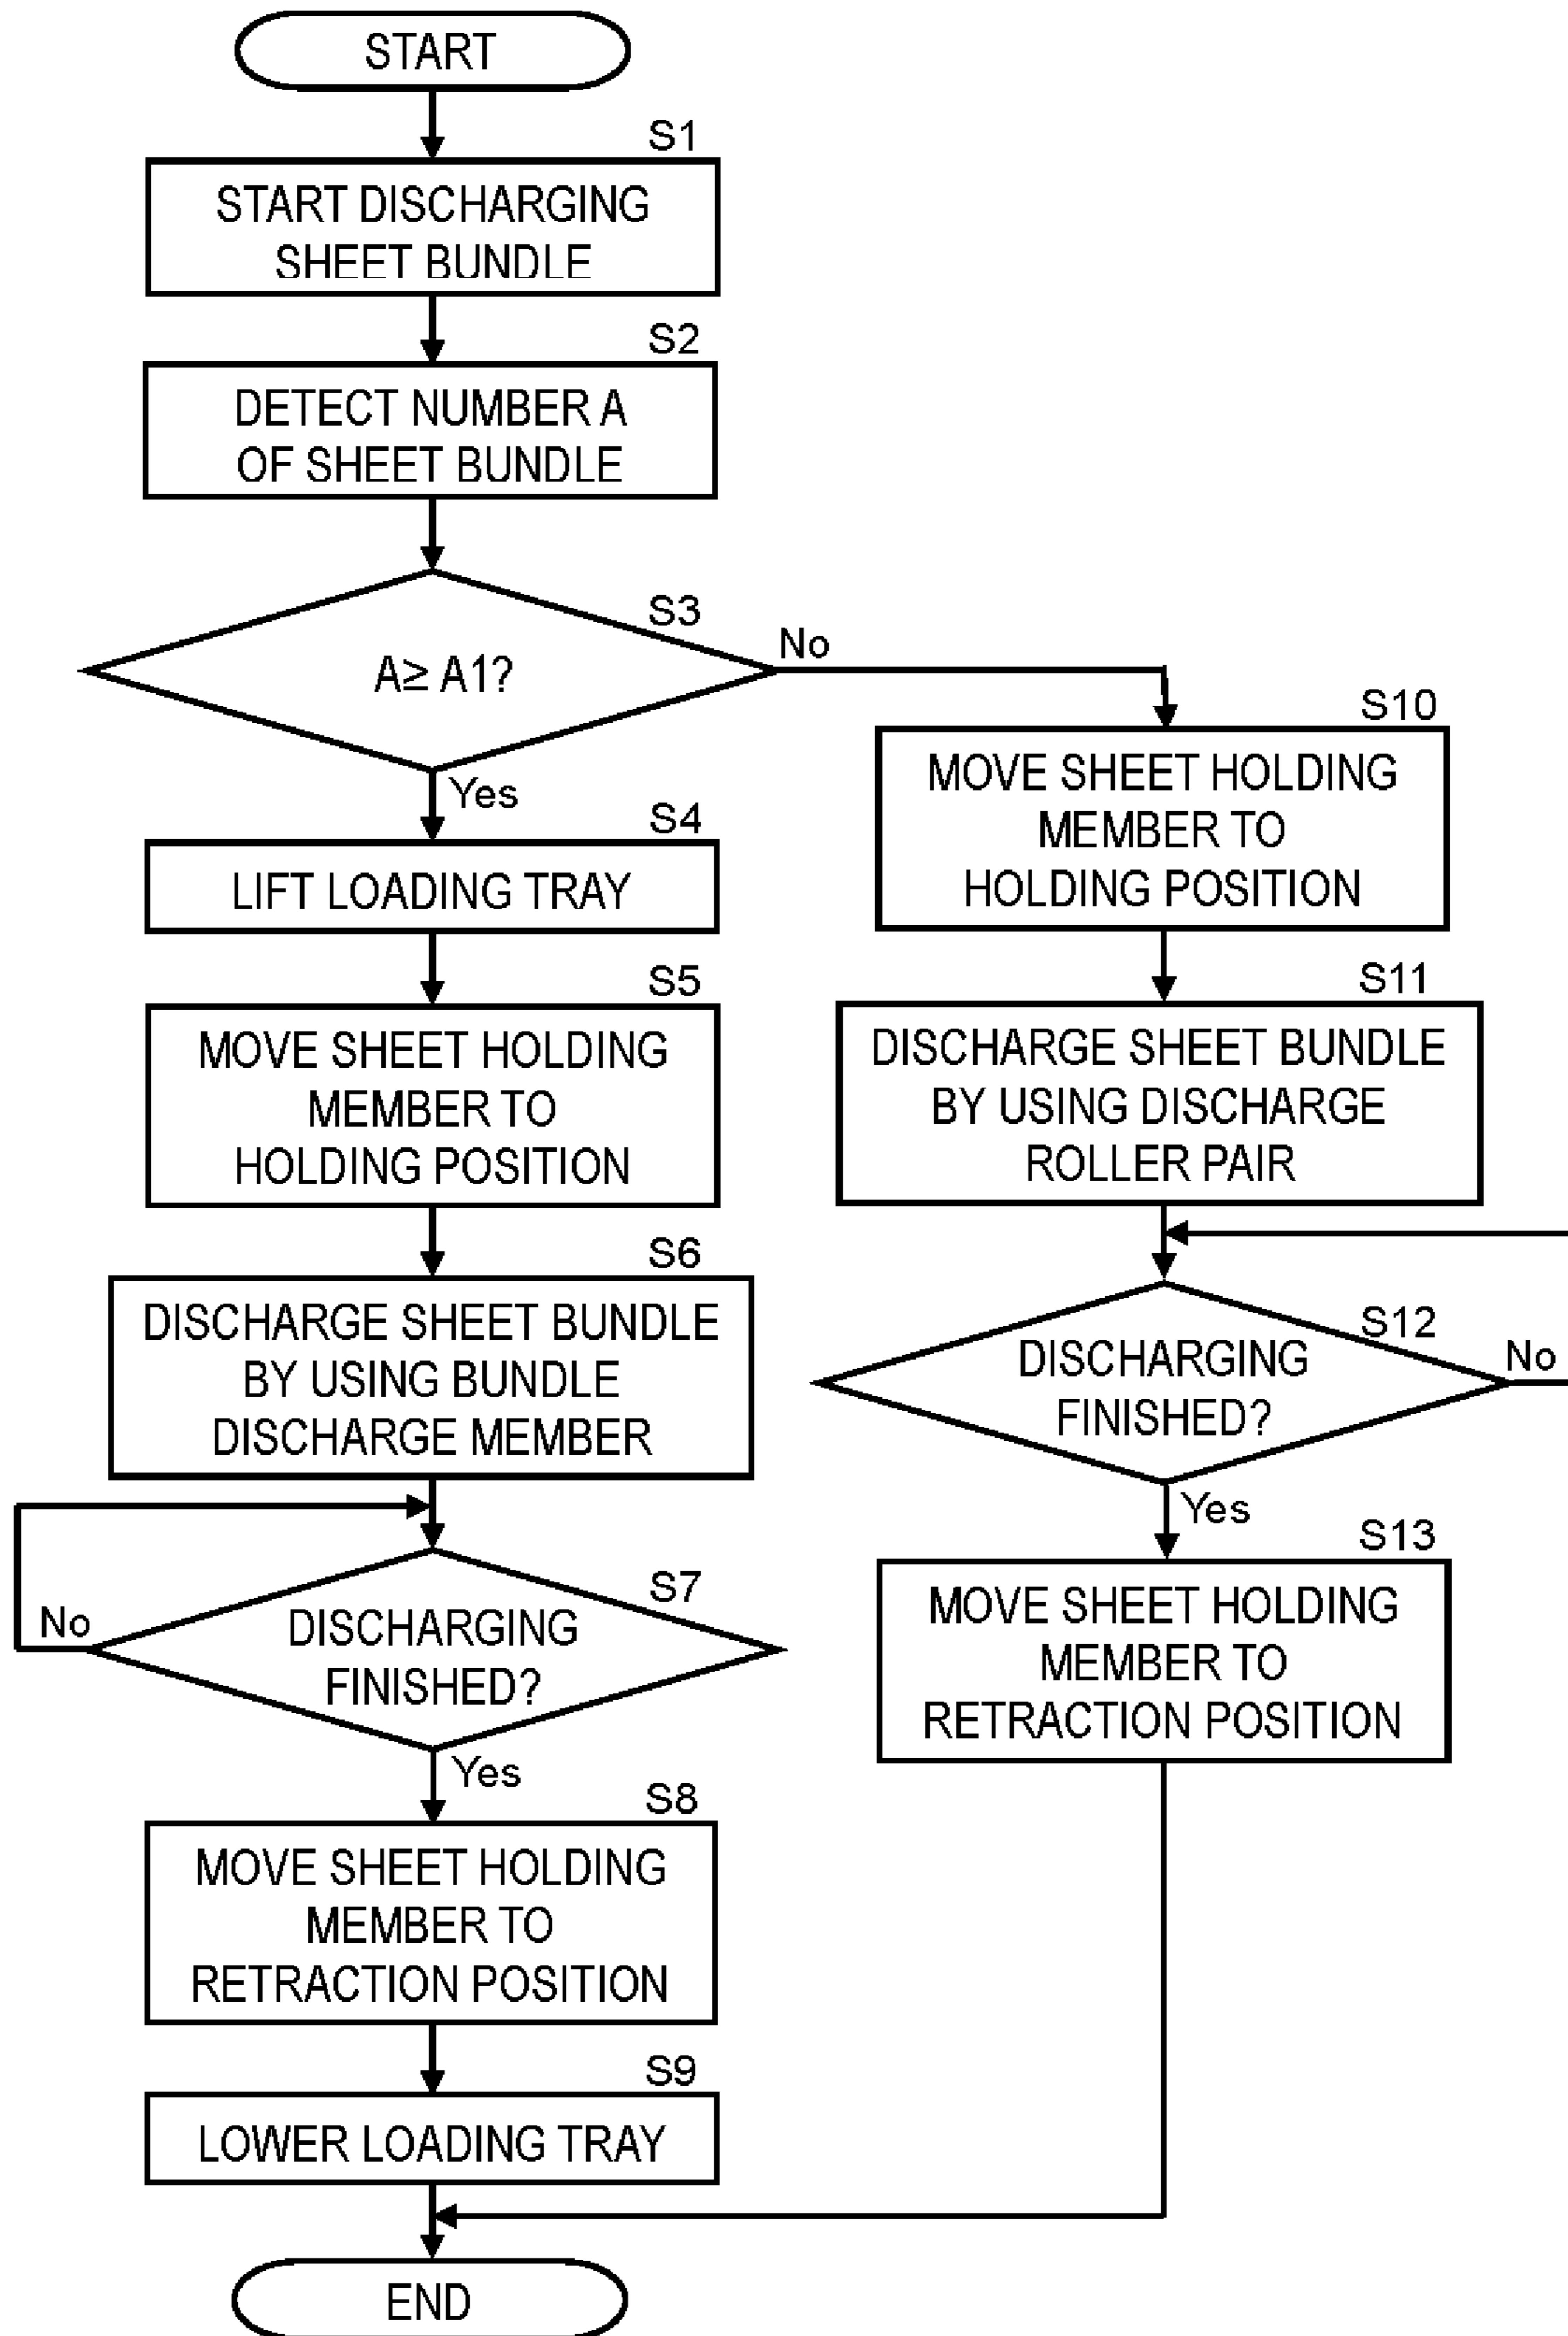 START
S1
START DISCHARGING
SHEET BUNDLE
S2
DETECT NUMBER A
OF SHEET BUNDLE
S3
A≥ A1?
No
Yes
S4
LIFT LOADING TRAY
S5
MOVE SHEET HOLDING
MEMBER TO
HOLDING POSITION
S6
DISCHARGE SHEET BUNDLE
BY USING BUNDLE
DISCHARGE MEMBER
S7
DISCHARGING
FINISHED?
No
Yes
S8
MOVE SHEET HOLDING
MEMBER TO
RETRACTION POSITION
S9
LOWER LOADING TRAY
S10
MOVE SHEET HOLDING
MEMBER TO
HOLDING POSITION
S11
DISCHARGE SHEET BUNDLE
BY USING DISCHARGE
ROLLER PAIR
S12
DISCHARGING
FINISHED?
No
Yes
S13
MOVE SHEET HOLDING
MEMBER TO
RETRACTION POSITION
END